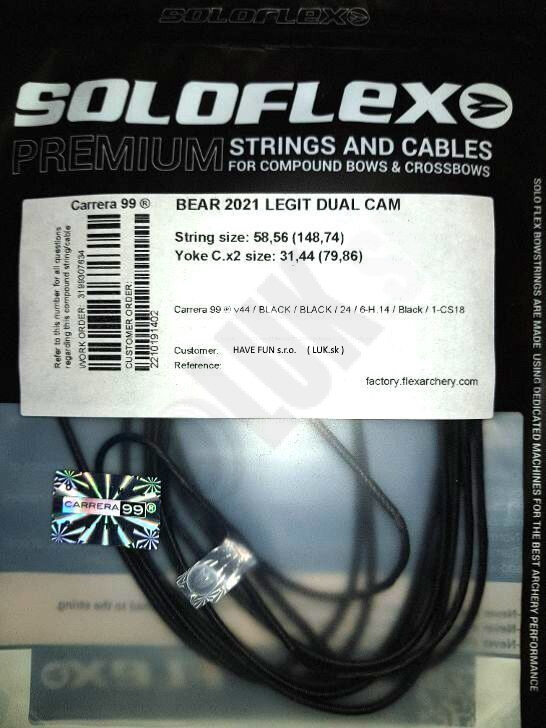 SOLOFLEX
SOLOFLEX
PREMIUM STRINGS AND CABLES
FOR COMPOUND BOWS & CROSSBOWS
Carrera 99 ®
BEAR 2021 LEGIT DUAL CAM
String size: 58,56 (148,74)
Yoke C.x2 size: 31,44 (79,86)
Refer to this number for all questions
regarding this compound string/cable
WORK ORDER: 3199307634
CUSTOMER ORDER:
2210191402
Carrera 99 ® v44 / BLACK / BLACK / 24 / 6-H.14 / Black / 1-CS18
Customer: HAVE FUN s.r.o. ( LUK.sk )
Reference:
factory.flexarchery.com
SOLO FLEX BOWSTRINGS ARE MADE USING DEDICATED MACHINES FOR THE BEST ARCHERY PERFORMANCE
CARRERA 99 ®